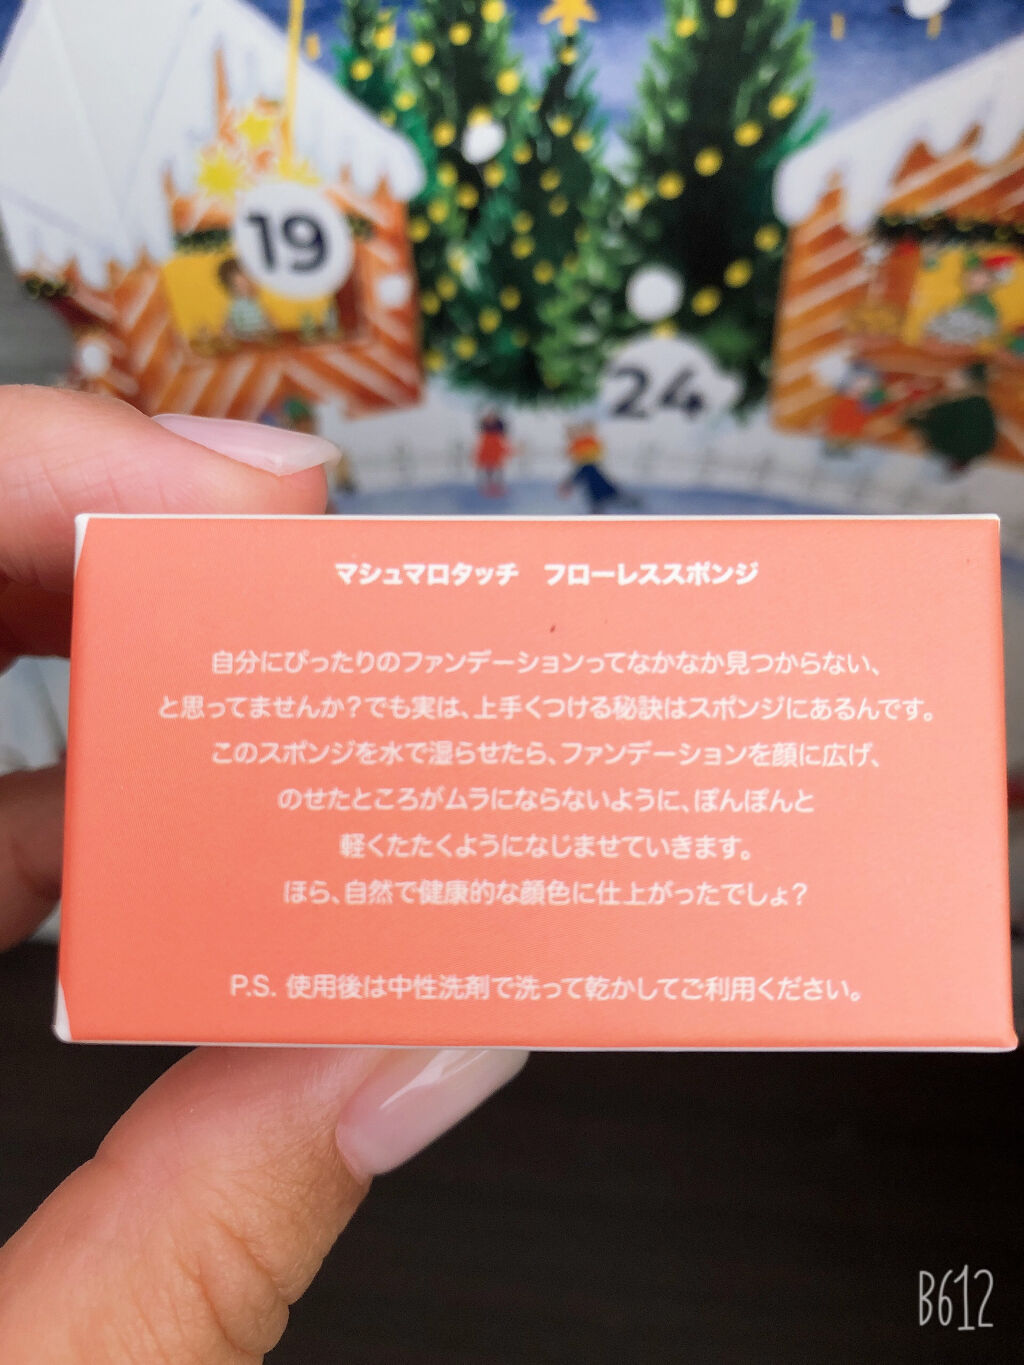 19
24
マシュマロタッチ　フローレススポンジ
自分にぴったりのファンデーションってなかなか見つからない、
と思ってませんか？でも実は、上手くつける秘訣はスポンジにあるんです。
このスポンジを水で湿らせたら、ファンデーションを顔に広げ、
のせたところがムラにならないように、ぽんぽんと
軽くたたくようになじませていきます。
ほら、自然で健康的な顔色に仕上がったでしょ？
P.S. 使用後は中性洗剤で洗って乾かしてご利用ください。
B612